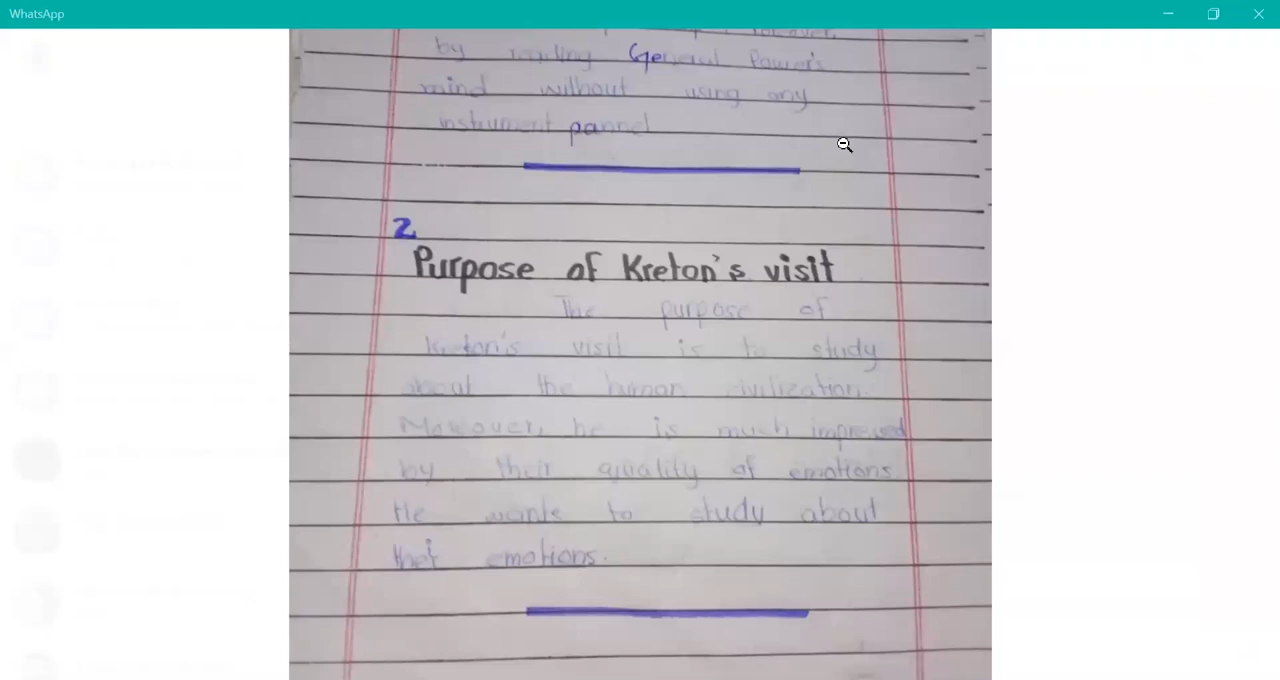 WhatsApp
by reading General Power's
mind without using any
instrument pannel
2
Purpose of Kreton's visit
The purpose of
Kreton's visit is to study
about the human civilization.
Moreover, he is much impressed
by their quality of emotions.
He wants to study about
thei emotions.